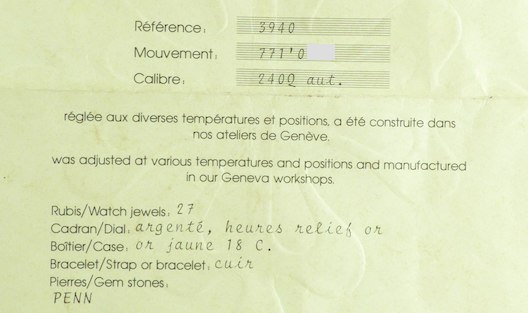 Référence: 3940
Mouvement: 771'0
Calibre: 240Q aut.
réglée aux diverses températures et positions, a été construite dans
nos ateliers de Genève.
was adjusted at various temperatures and positions and manufactured
in our Geneva workshops.
Rubis/Watch jewels: 27
Cadran/Dial: argenté, heures relief or
Boîtier/Case: or jaune 18 C.
Bracelet/Strap or bracelet: cuir
Pierres/Gem stones:
PENN